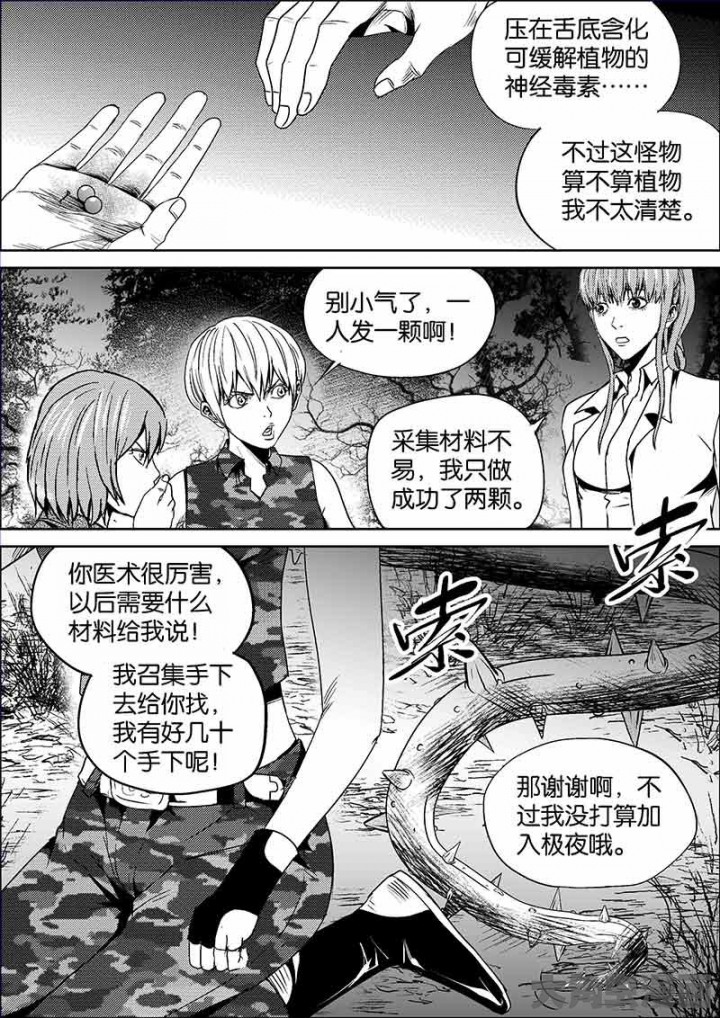 压在舌底含化
可缓解植物的
神经毒素……
不过这怪物
算不算植物
我不太清楚。
别小气了，一
人发一颗啊！
采集材料不
易，我只做
成功了两颗。
索
索
你医术很厉害，
以后需要什么
材料给我说！
我召集手下
去给你找，
我有好几十
个手下呢！
那谢谢啊，不
过我没打算加
入极夜哦。